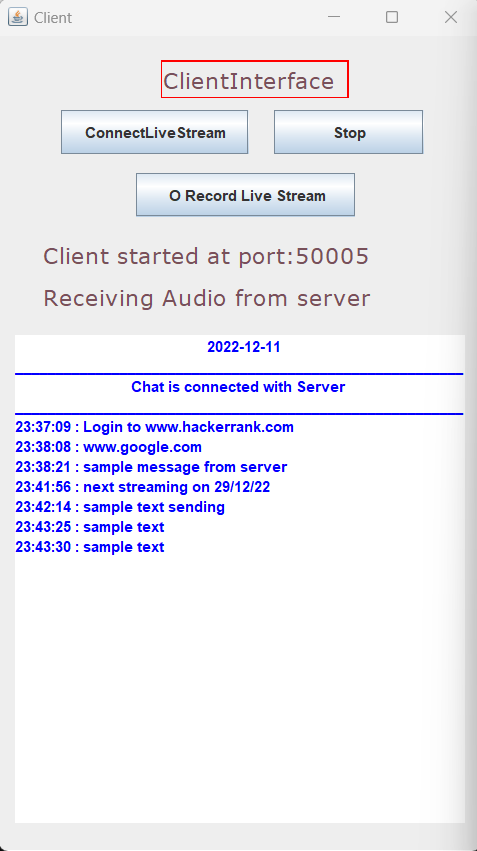 Client
ClientInterface
ConnectLiveStream Stop
O Record Live Stream
Client started at port:50005
Receiving Audio from server
2022-12-11
Chat is connected with Server
23:37:09 : Login to www.hackerrank.com
23:38:08 : www.google.com
23:38:21 : sample message from server
23:41:56 : next streaming on 29/12/22
23:42:14 : sample text sending
23:43:25 : sample text
23:43:30 : sample text